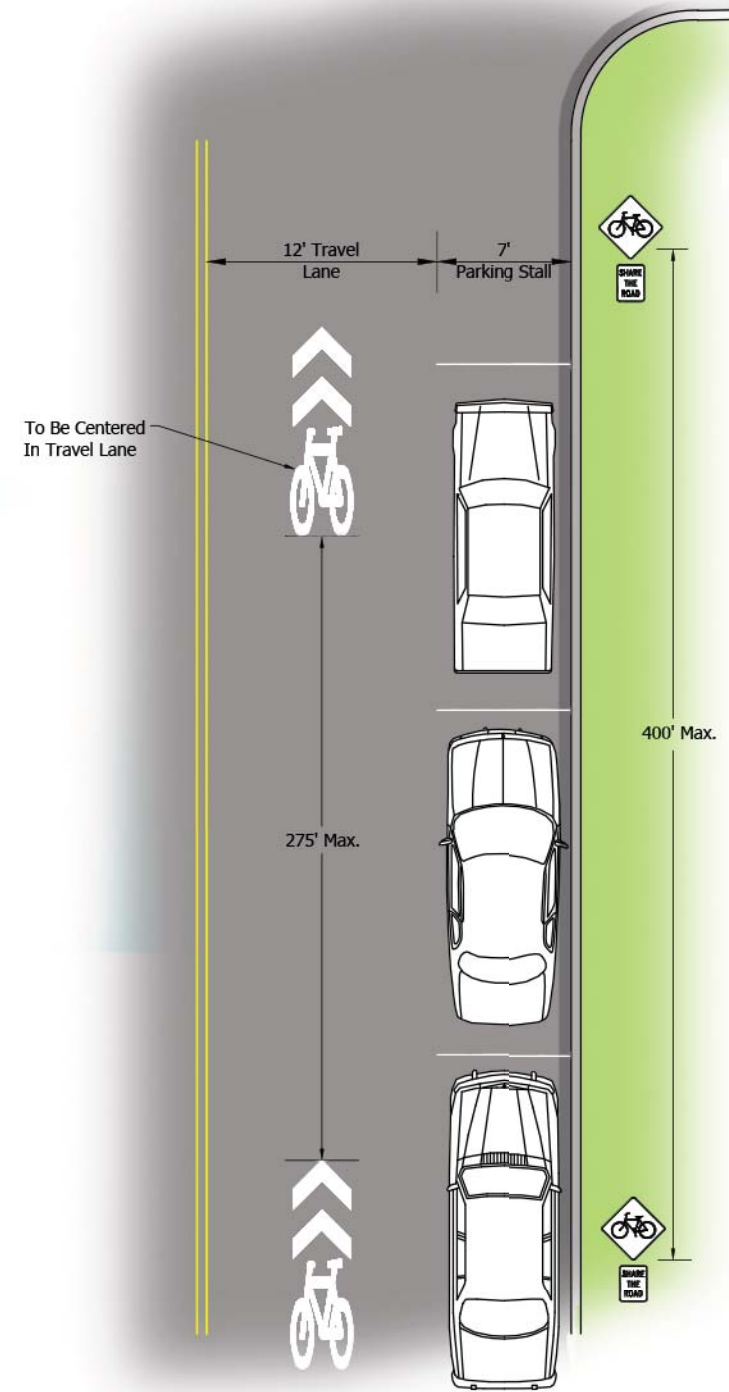 12' Travel
Lane
7'
Parking Stall
SHARE
THE
ROAD
To Be Centered
In Travel Lane
400' Max.
275' Max.
SHARE
THE
ROAD